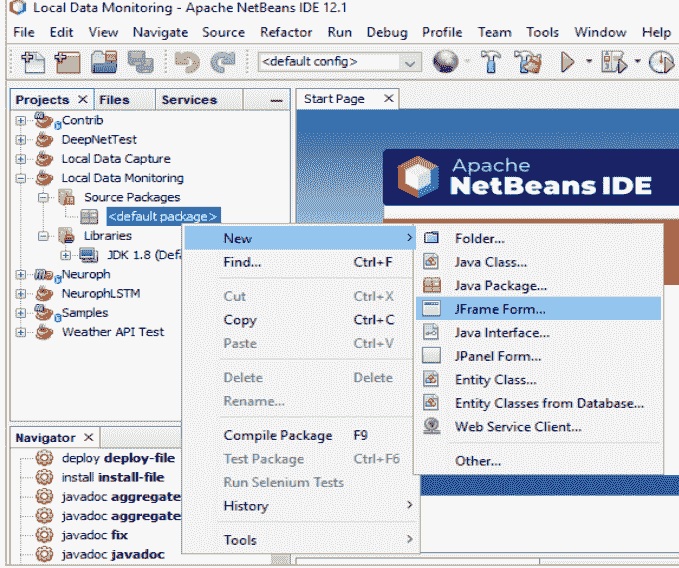 Local Data Monitoring - Apache NetBeans IDE 12.1
File Edit View Navigate Source Refactor Run Debug Profile Team Tools Window Help
<default config>
Projects Files Services
Start Page
Contrib
DeepNetTest
Local Data Capture
Local Data Monitoring
Source Packages
<default package>
Libraries
JDK 1.8 (Defa
Neuroph
NeurophLSTM
Samples
Weather API Test
Apache
NetBeans IDE
New
Find... Ctrl+F
Cut Ctrl+X
Copy Ctrl+C
Paste Ctrl+V
Delete Delete
Rename...
Compile Package F9
Test Package Ctrl+F6
Run Selenium Tests
History
Tools
Folder...
Java Class...
Java Package...
JFrame Form...
Java Interface...
JPanel Form...
Entity Class...
Entity Classes from Database...
Web Service Client...
Other...
Navigator
deploy deploy-file
install install-file
javadoc aggregate
javadoc aggregate
javadoc fix
javadoc javadoc